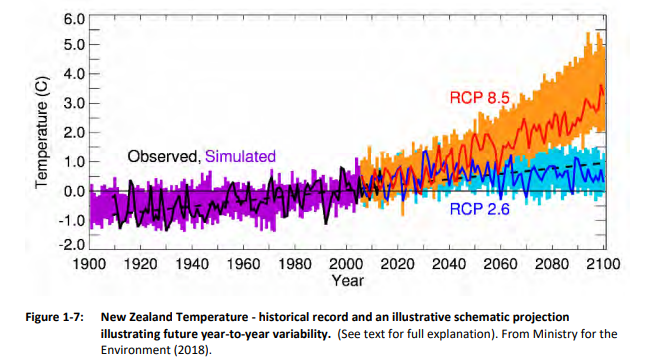 6.0
5.0
4.0
3.0
2.0
1.0
0.0
-1.0
-2.0
Temperature (C)
RCP 8.5
Observed, Simulated
RCP 2.6
1900 1920 1940 1960 1980 2000 2020 2040 2060 2080 2100
Year
Figure 1-7: New Zealand Temperature - historical record and an illustrative schematic projection
illustrating future year-to-year variability. (See text for full explanation). From Ministry for the
Environment (2018).